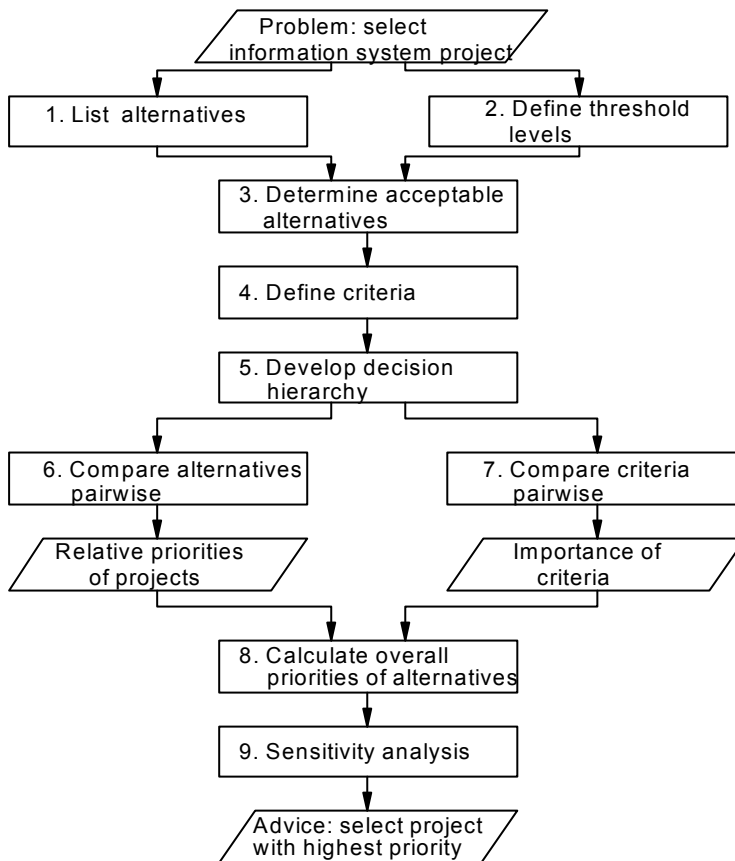 Problem: select
information system project
1. List alternatives
2. Define threshold
levels
3. Determine acceptable
alternatives
4. Define criteria
5. Develop decision
hierarchy
6. Compare alternatives
pairwise
7. Compare criteria
pairwise
Relative priorities
of projects
Importance of
criteria
8. Calculate overall
priorities of alternatives
9. Sensitivity analysis
Advice: select project
with highest priority